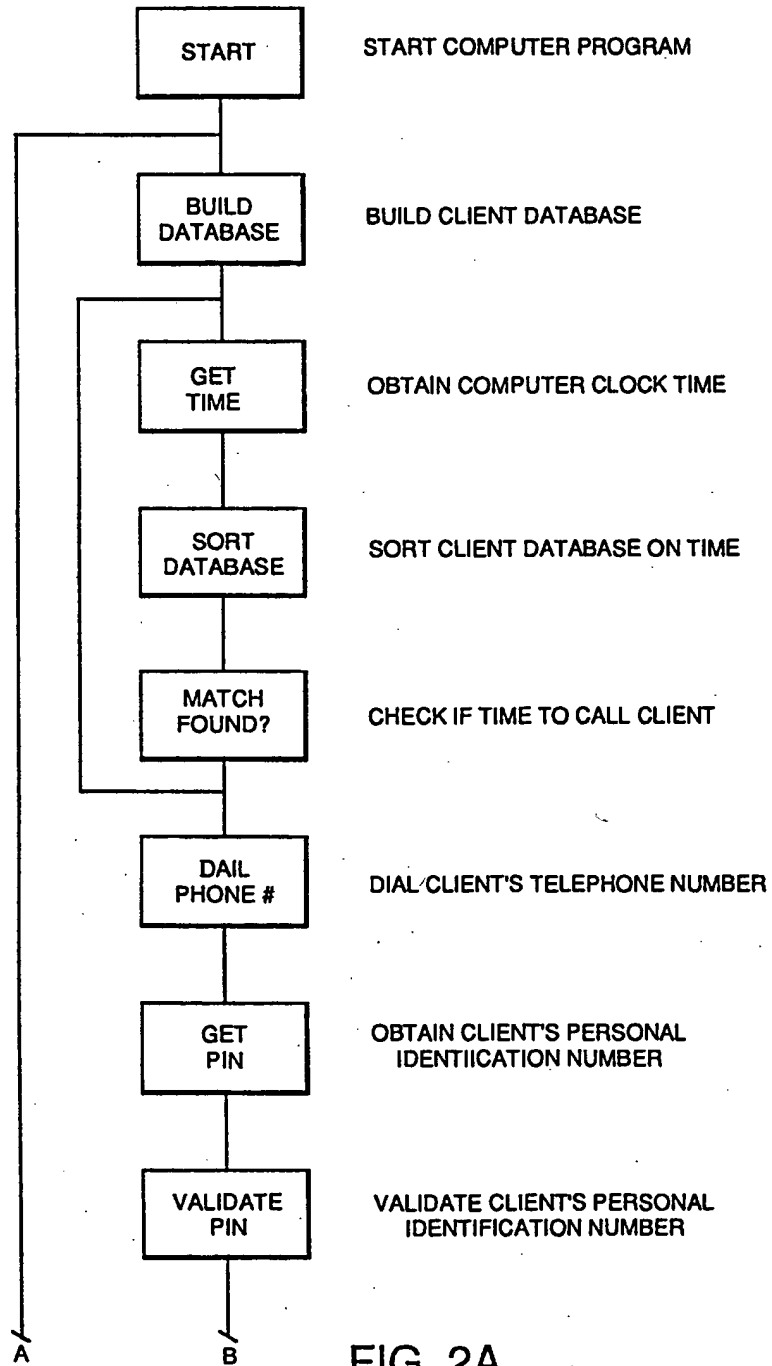 START
START COMPUTER PROGRAM
BUILD
DATABASE
BUILD CLIENT DATABASE
GET
TIME
OBTAIN COMPUTER CLOCK TIME
SORT
DATABASE
SORT CLIENT DATABASE ON TIME
MATCH
FOUND?
CHECK IF TIME TO CALL CLIENT
DAIL
PHONE #
DIAL CLIENT'S TELEPHONE NUMBER
GET
PIN
OBTAIN CLIENT'S PERSONAL
IDENTIICATION NUMBER
VALIDATE
PIN
VALIDATE CLIENT'S PERSONAL
IDENTIFICATION NUMBER
A
B
FIG. 2A